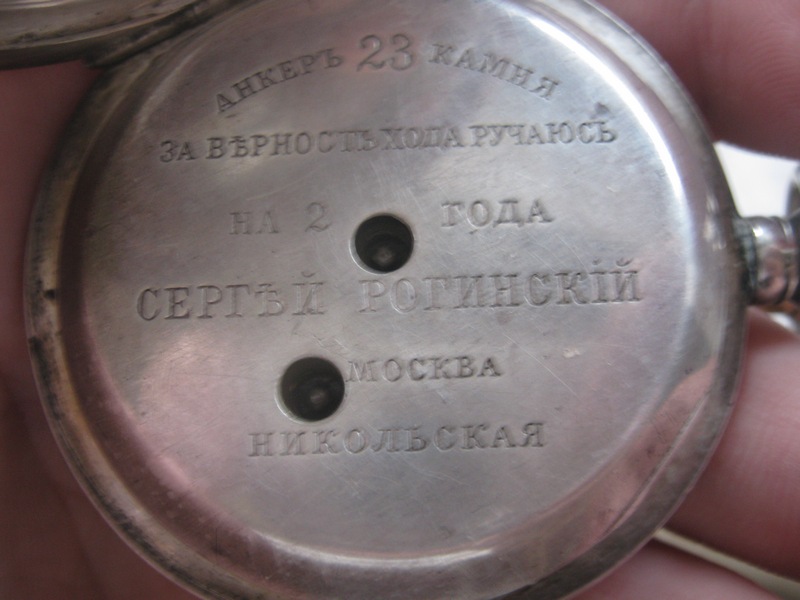 АНКЕРЪ 23 КАМНЯ
ЗА ВѢРНОСТЬ ХОДА РУЧАЮСЬ
НА 2 ГОДА
СЕРГѢЙ РОГИНСКІЙ
МОСКВА
НИКОЛЬСКАЯ